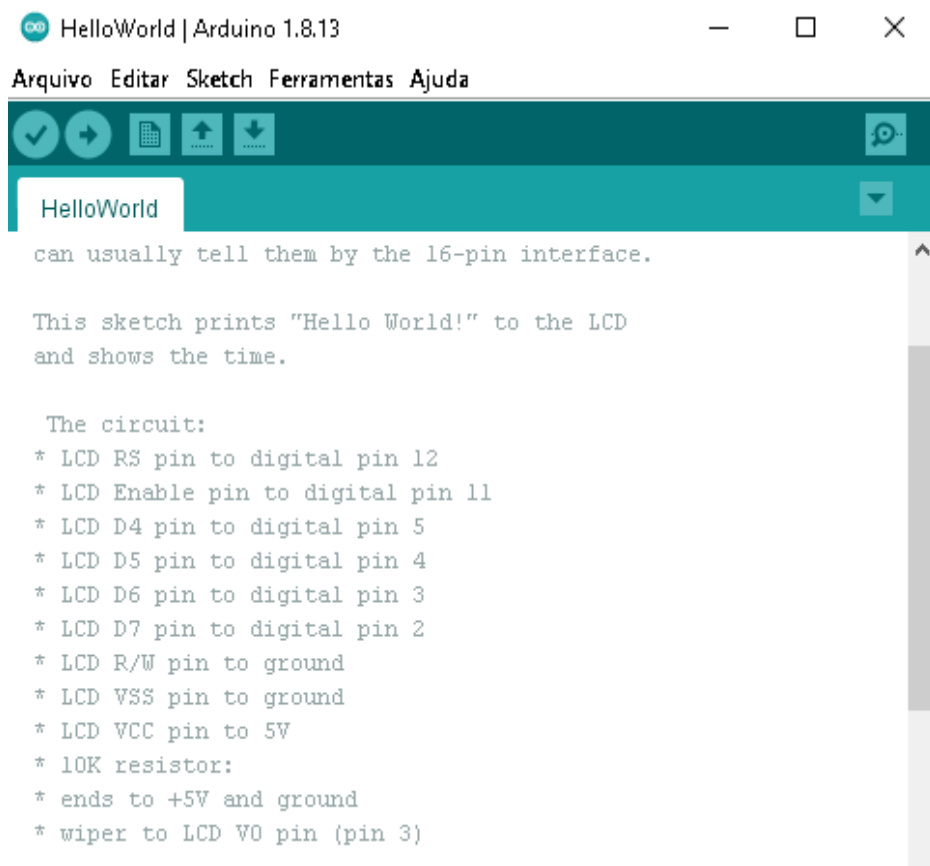 HelloWorld | Arduino 1.8.13
Arquivo Editar Sketch Ferramentas Ajuda
HelloWorld
can usually tell them by the 16-pin interface.
This sketch prints "Hello World!" to the LCD
and shows the time.
The circuit:
* LCD RS pin to digital pin 12
* LCD Enable pin to digital pin 11
* LCD D4 pin to digital pin 5
* LCD D5 pin to digital pin 4
* LCD D6 pin to digital pin 3
* LCD D7 pin to digital pin 2
* LCD R/W pin to ground
* LCD VSS pin to ground
* LCD VCC pin to 5V
* 10K resistor:
* ends to +5V and ground
* wiper to LCD VO pin (pin 3)